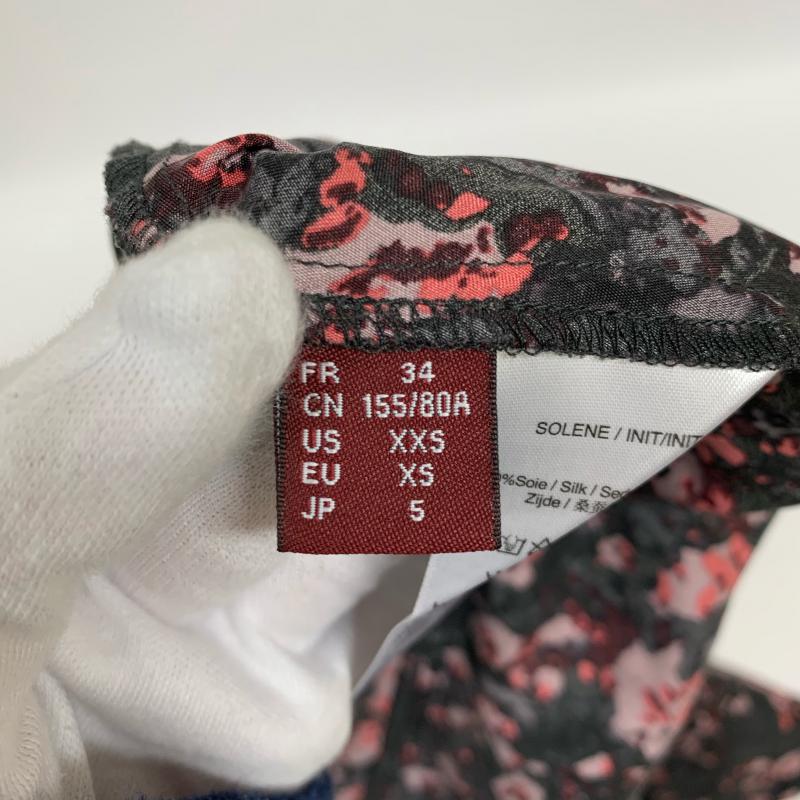 FR 34
CN 155/80A
US XXS
EU XS
JP 5
SOLENE / INIT/INIT
%Soie / Silk /
Zijde / 桑蚕